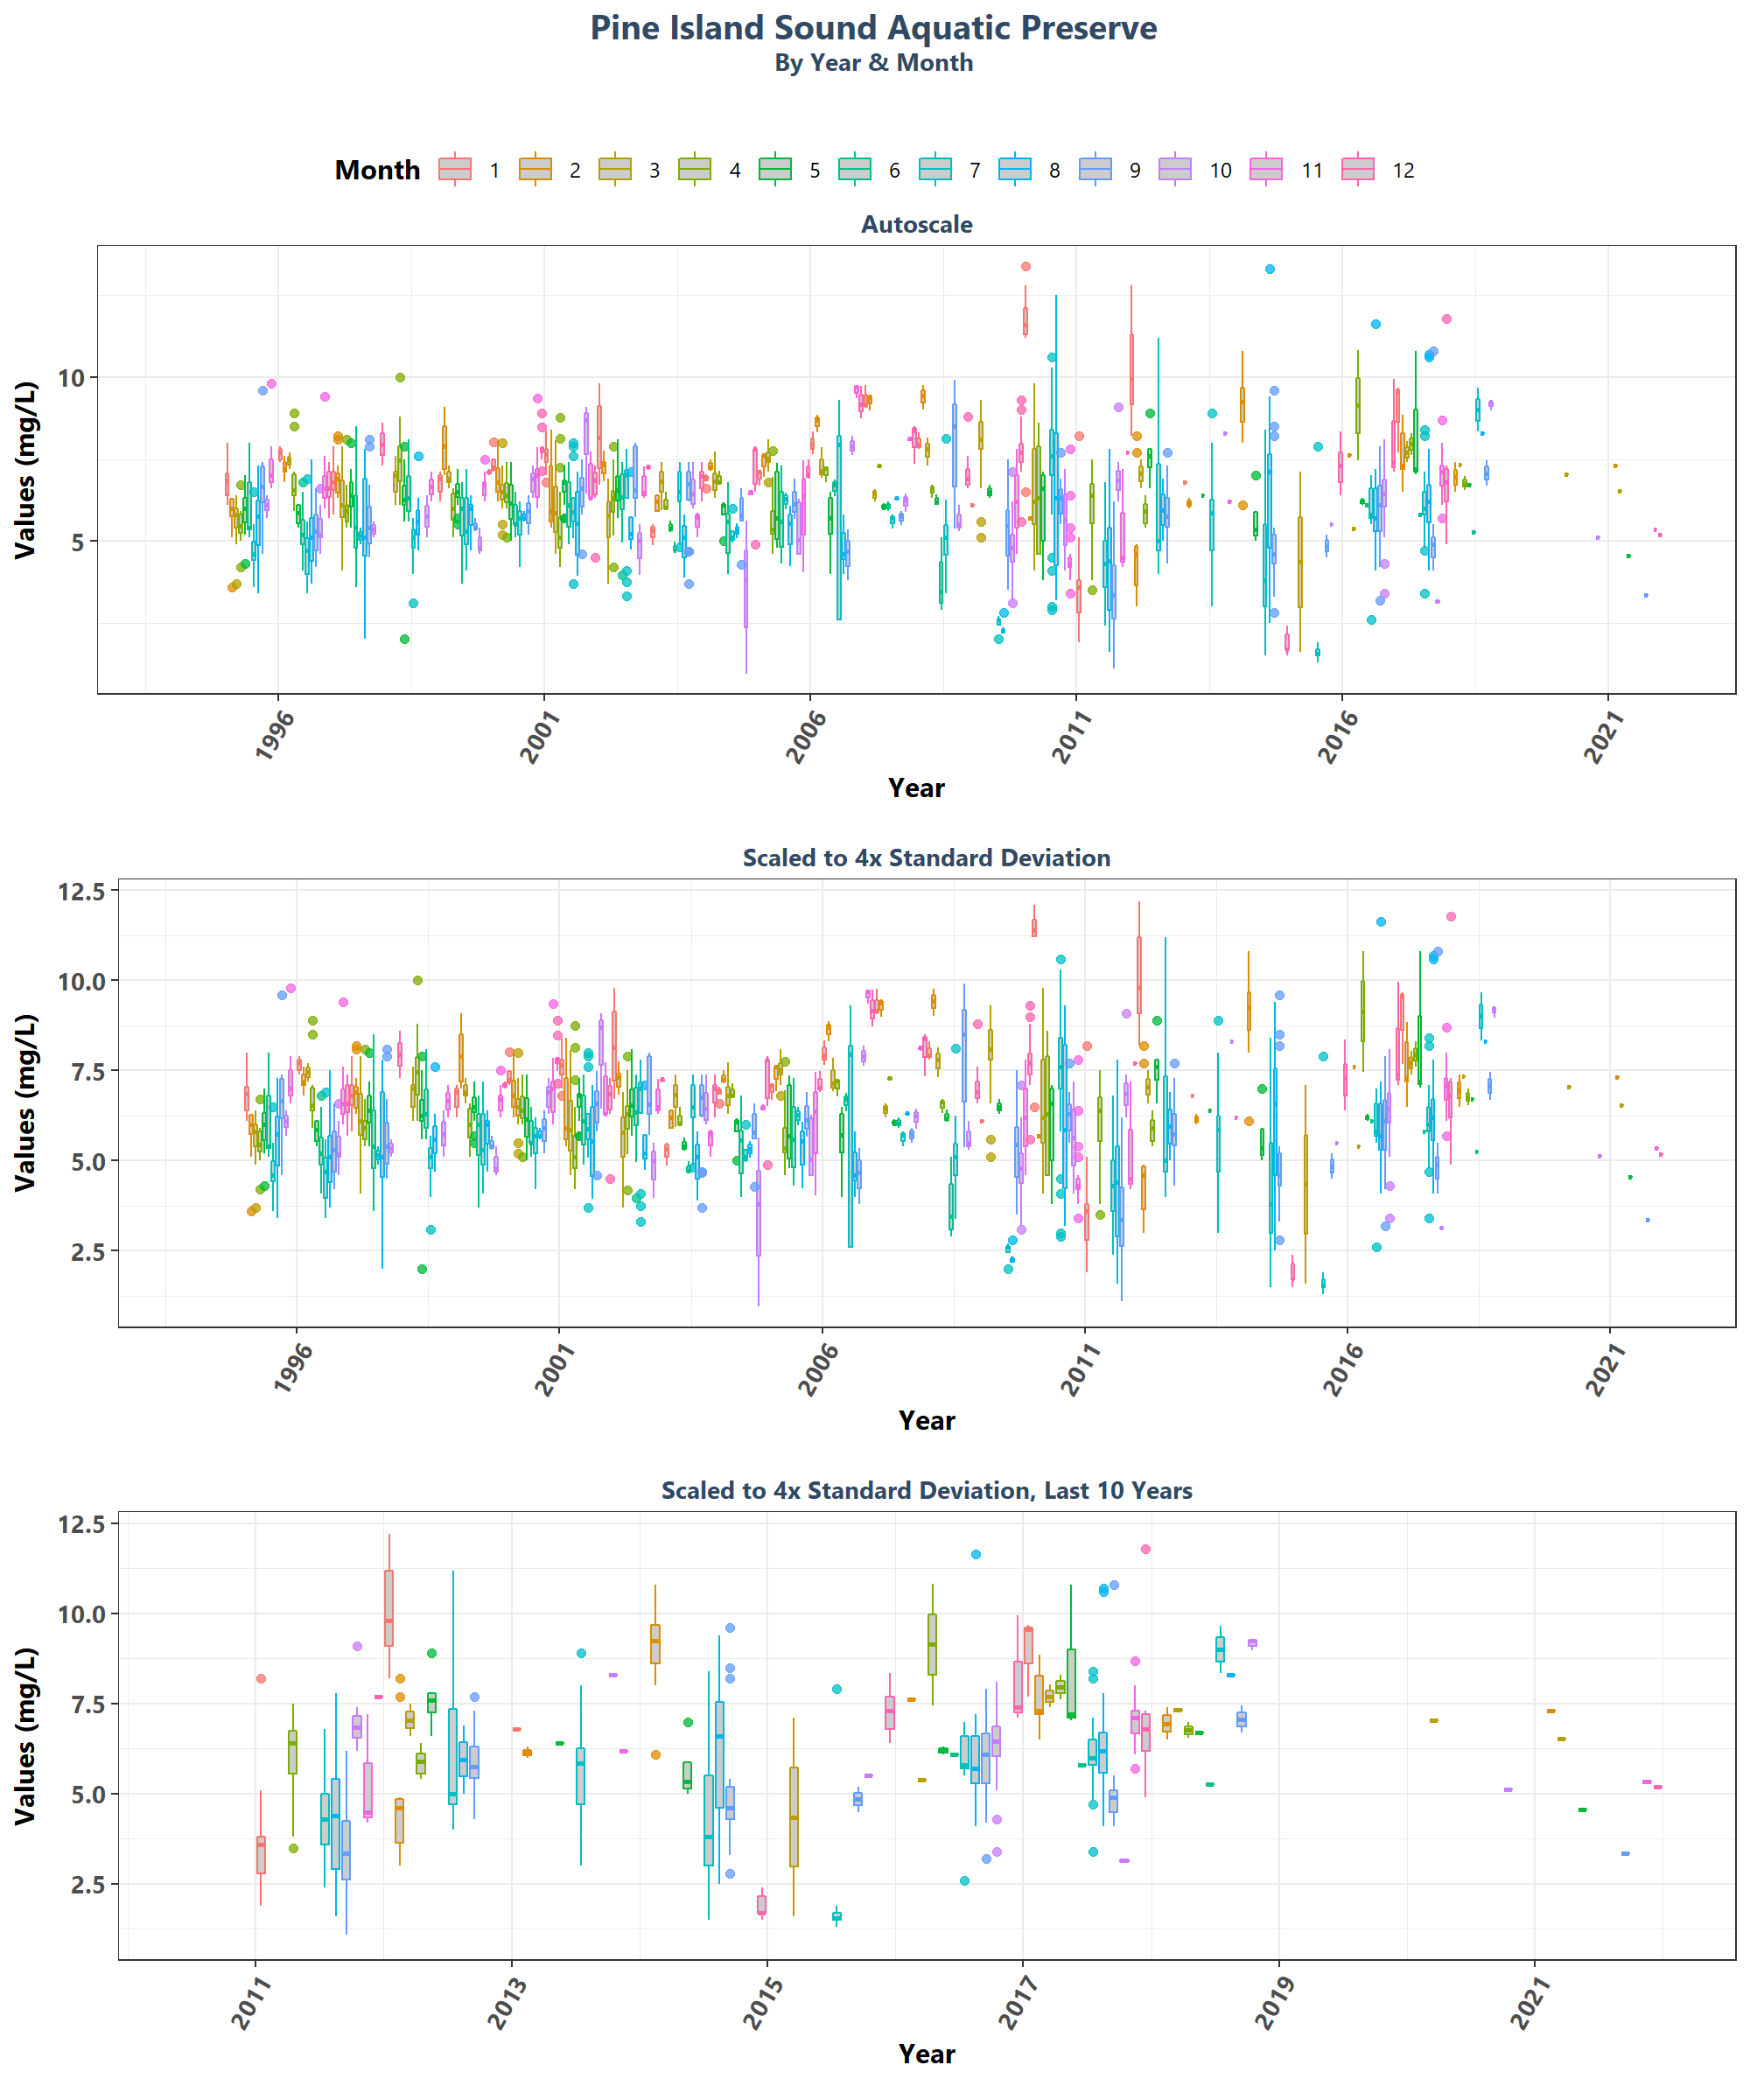 Pine Island Sound Aquatic Preserve
By Year & Month
Month 1 2 3 4 5 6 7 8 9 10 11 12
Autoscale
Values (mg/L)
10
5
1996 2001 2006 2011 2016 2021
Year
Scaled to 4x Standard Deviation
Values (mg/L)
12.5
10.0
7.5
5.0
2.5
1996 2001 2006 2011 2016 2021
Year
Scaled to 4x Standard Deviation, Last 10 Years
Values (mg/L)
12.5
10.0
7.5
5.0
2.5
2011 2013 2015 2017 2019 2021
Year